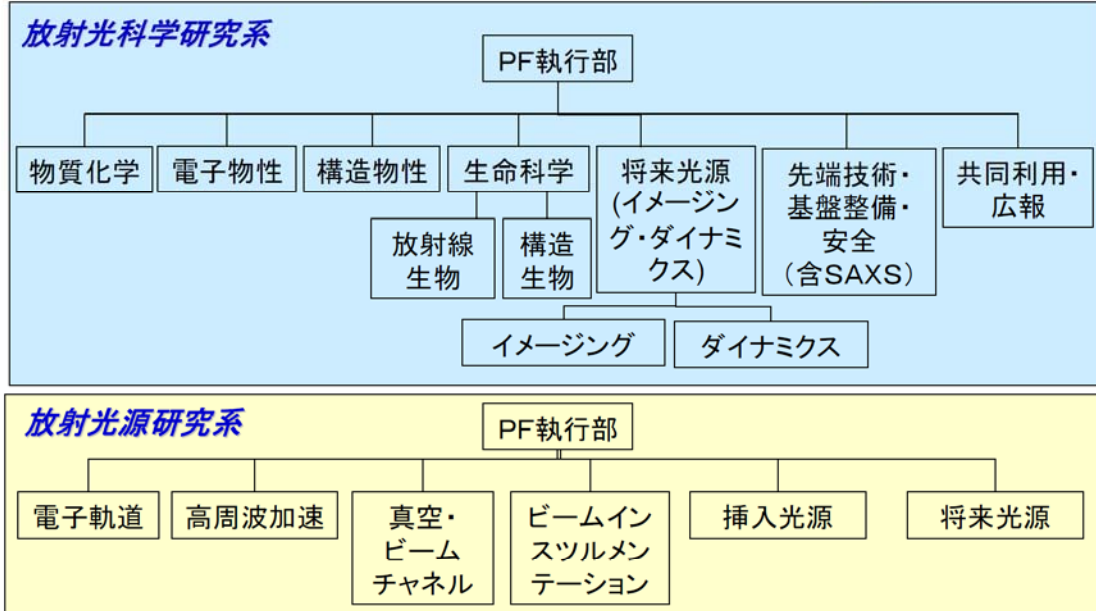 放射光科学研究系
PF執行部
物質化学
電子物性
構造物性
生命科学
将来光源
(イメージン
グ・ダイナミ
クス)
先端技術・
基盤整備・
安全
(含SAXS)
共同利用・
広報
放射線
生物
構造
生物
イメージング
ダイナミクス
放射光源研究系
PF執行部
電子軌道
高周波加速
真空・
ビーム
チャネル
ビームイン
スツルメン
テーション
挿入光源
将来光源